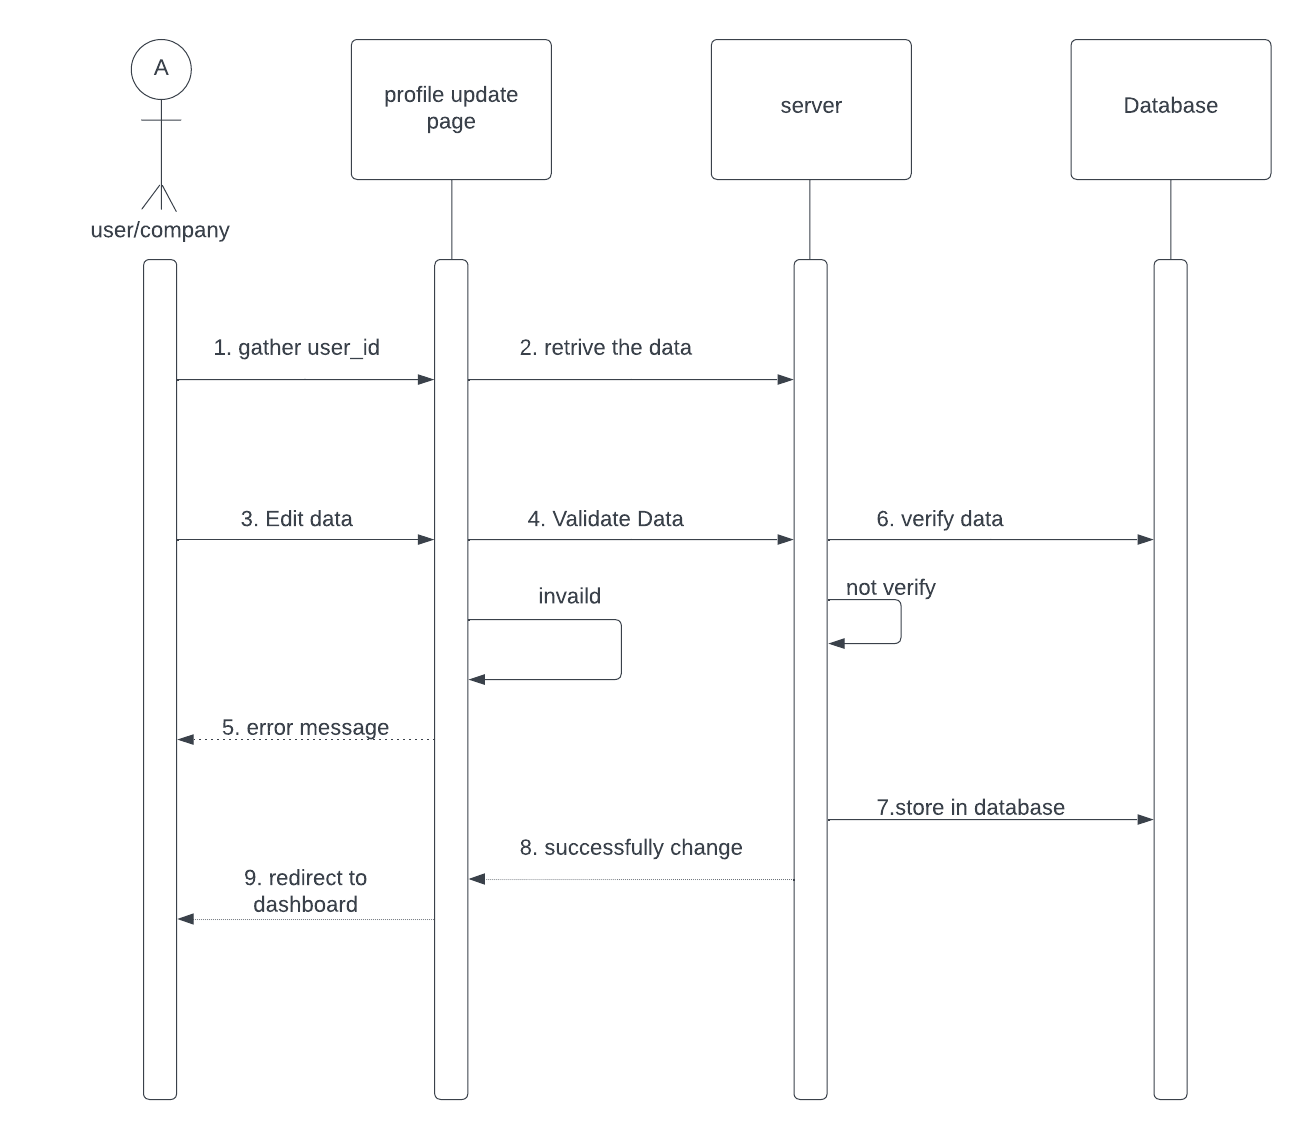 A
profile update
page
server
Database
user/company
1. gather user_id
2. retrive the data
3. Edit data
4. Validate Data
6. verify data
invaild
not verify
5. error message
7.store in database
8. successfully change
9. redirect to
dashboard